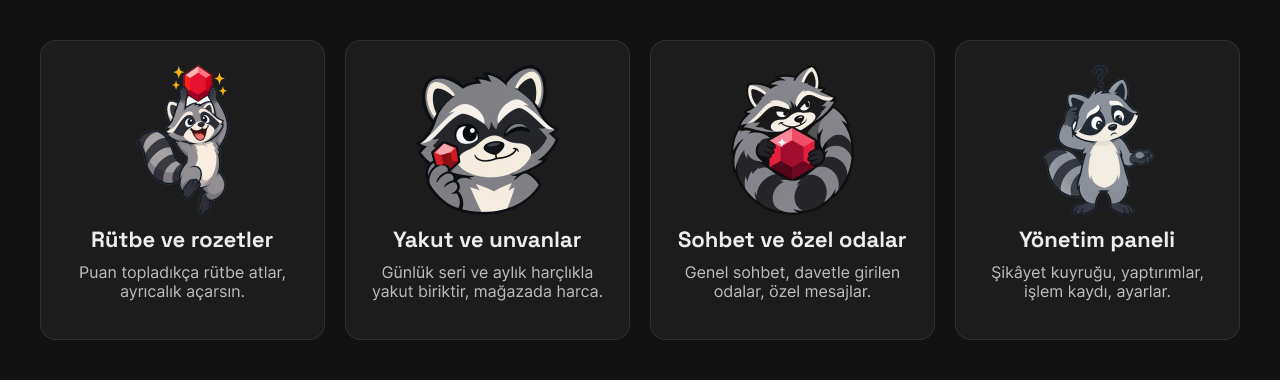 Rütbe ve rozetler
Puan topladıkça rütbe atlar,
ayrıcalık açarsın.
Yakut ve unvanlar
Günlük seri ve aylık harçlıkla
yakut biriktir, mağazada harca.
Sohbet ve özel odalar
Genel sohbet, davetle girilen
odalar, özel mesajlar.
Yönetim paneli
Şikâyet kuyruğu, yaptırımlar,
işlem kaydı, ayarlar.